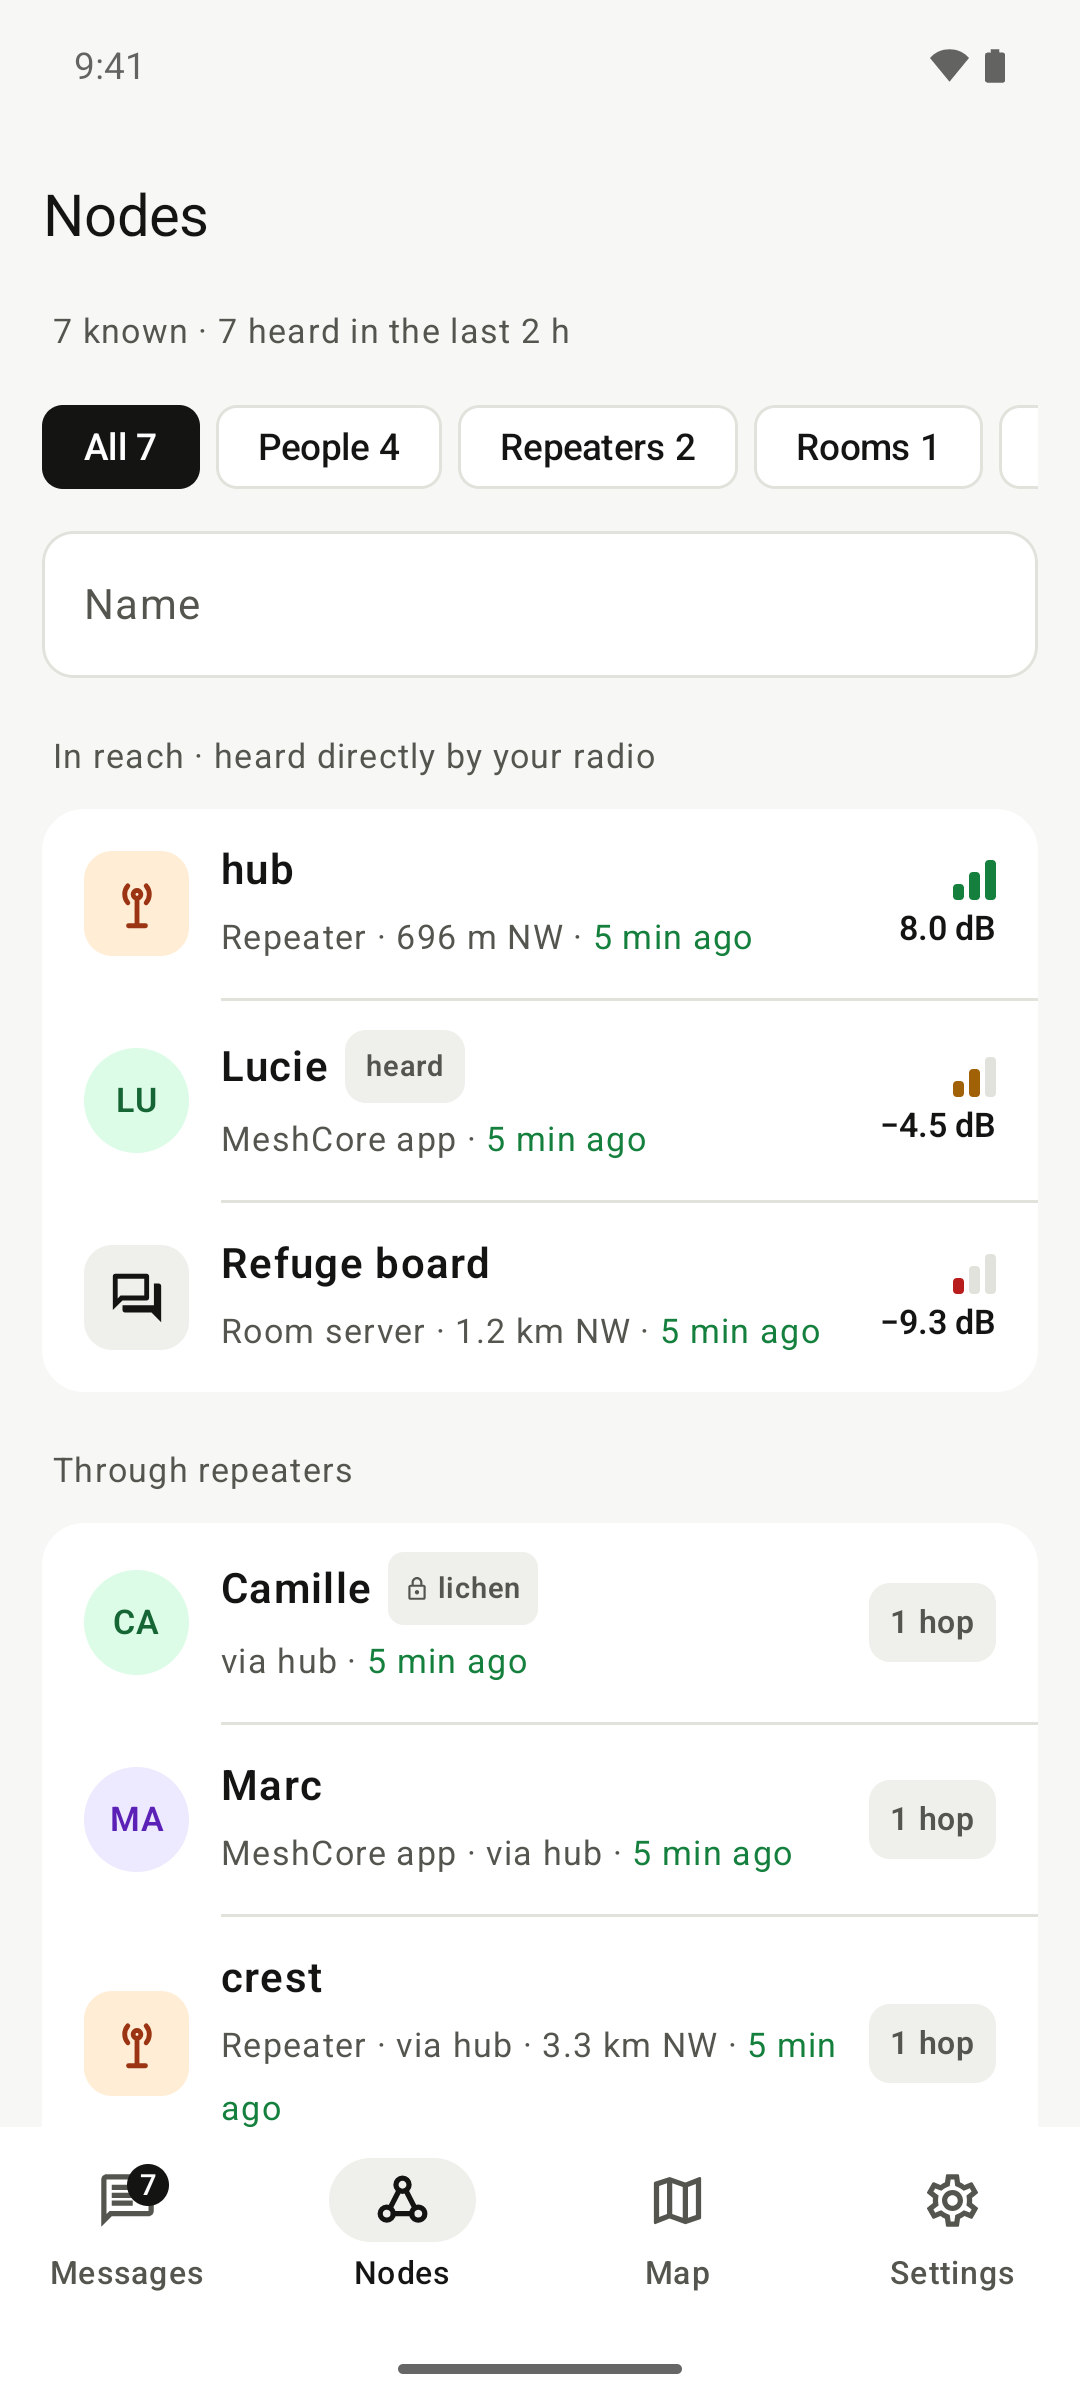 9:41
Nodes
7 known · 7 heard in the last 2 h
All 7
People 4
Repeaters 2
Rooms 1
Name
In reach · heard directly by your radio
hub
Repeater · 696 m NW · 5 min ago
8.0 dB
LU
Lucie
heard
MeshCore app · 5 min ago
−4.5 dB
Refuge board
Room server · 1.2 km NW · 5 min ago
−9.3 dB
Through repeaters
CA
Camille
lichen
via hub · 5 min ago
1 hop
MA
Marc
MeshCore app · via hub · 5 min ago
1 hop
crest
Repeater · via hub · 3.3 km NW · 5 min
ago
1 hop
7
Messages
Nodes
Map
Settings